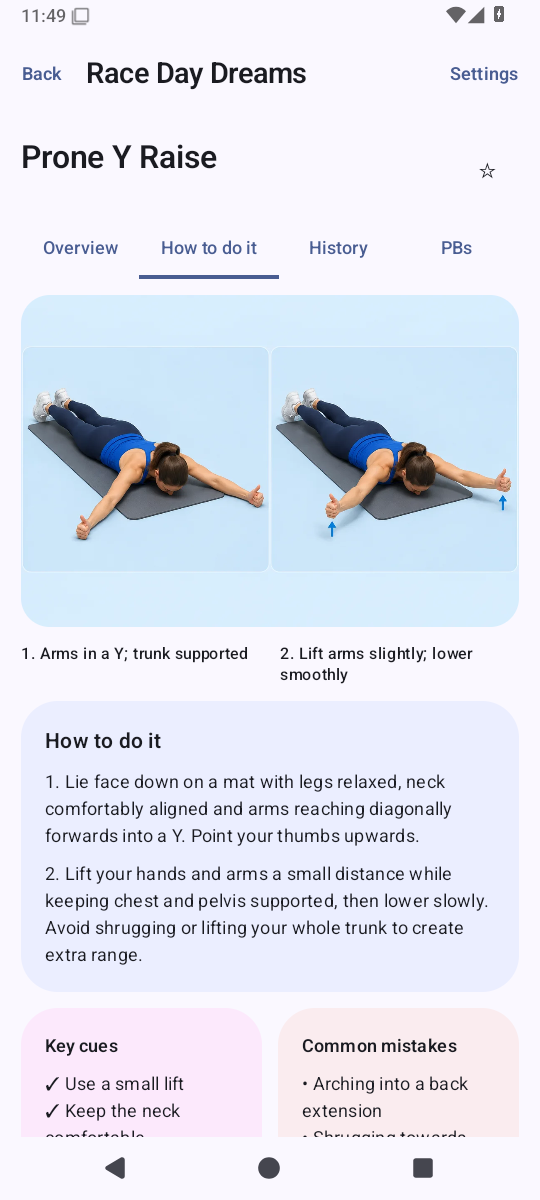 11:49
Back
Race Day Dreams
Settings
Prone Y Raise
☆
Overview
How to do it
History
PBs
1. Arms in a Y; trunk supported
2. Lift arms slightly; lower
smoothly
How to do it
1. Lie face down on a mat with legs relaxed, neck
comfortably aligned and arms reaching diagonally
forwards into a Y. Point your thumbs upwards.
2. Lift your hands and arms a small distance while
keeping chest and pelvis supported, then lower slowly.
Avoid shrugging or lifting your whole trunk to create
extra range.
Key cues
✓ Use a small lift
✓ Keep the neck
comfortable
Common mistakes
• Arching into a back
extension
• Shrugging towards